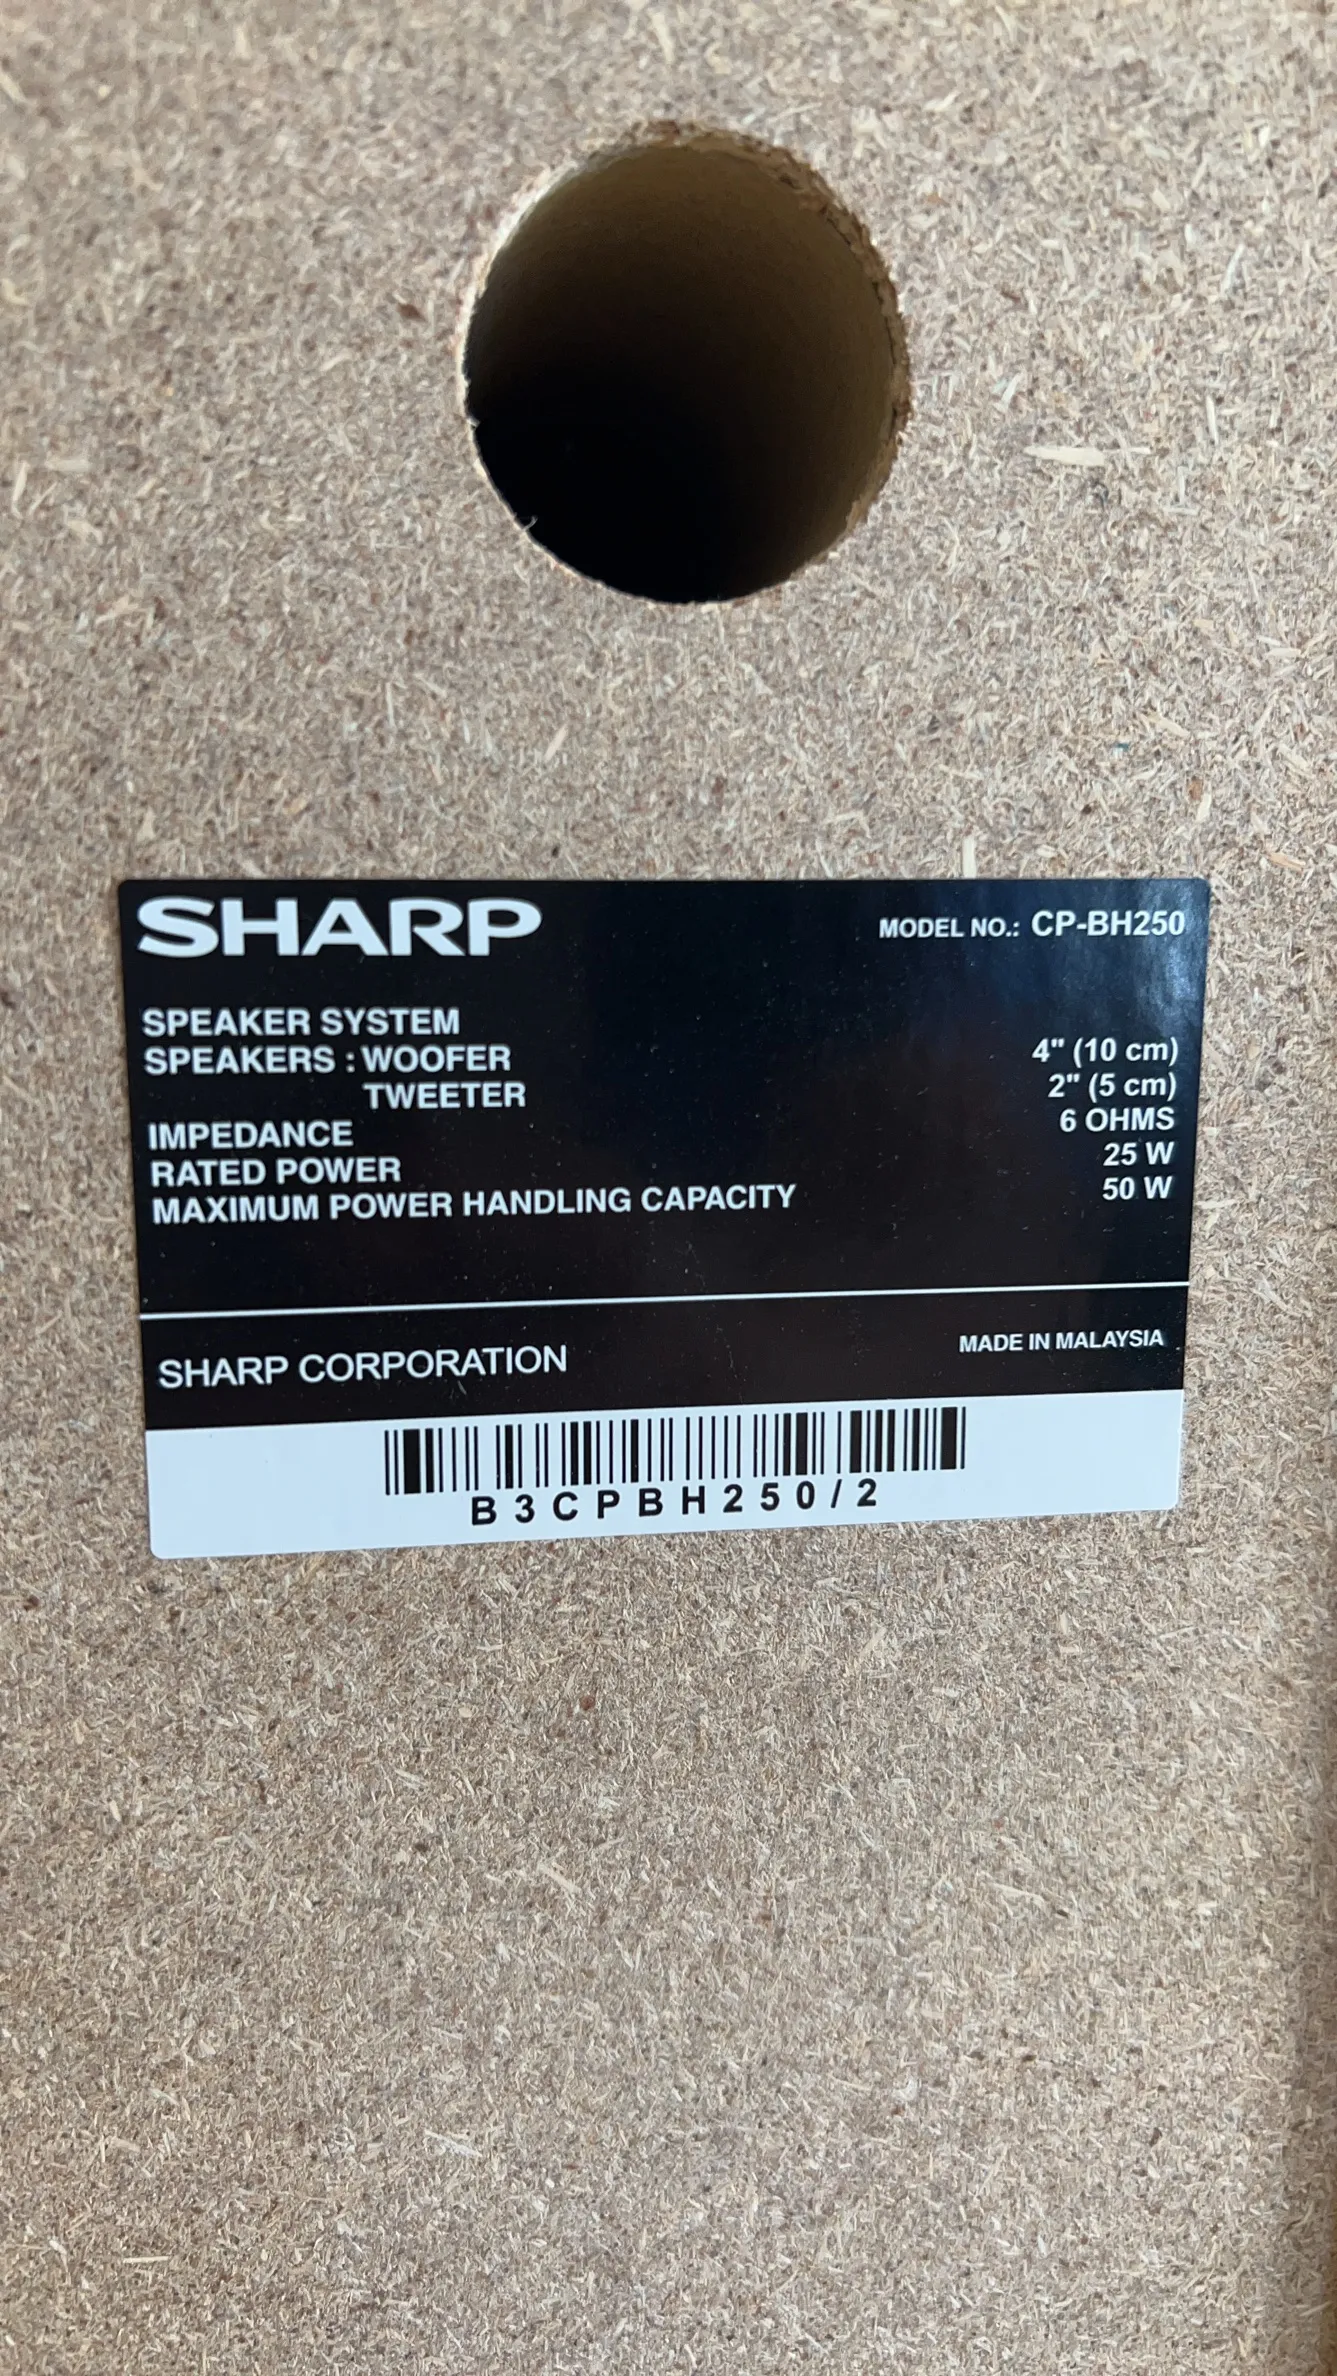 SHARP MODEL NO.: CP-BH250
SPEAKER SYSTEM
SPEAKERS : WOOFER 4" (10 cm)
TWEETER 2" (5 cm)
IMPEDANCE 6 OHMS
RATED POWER 25 W
MAXIMUM POWER HANDLING CAPACITY 50 W
SHARP CORPORATION MADE IN MALAYSIA
B3CPBH250/2